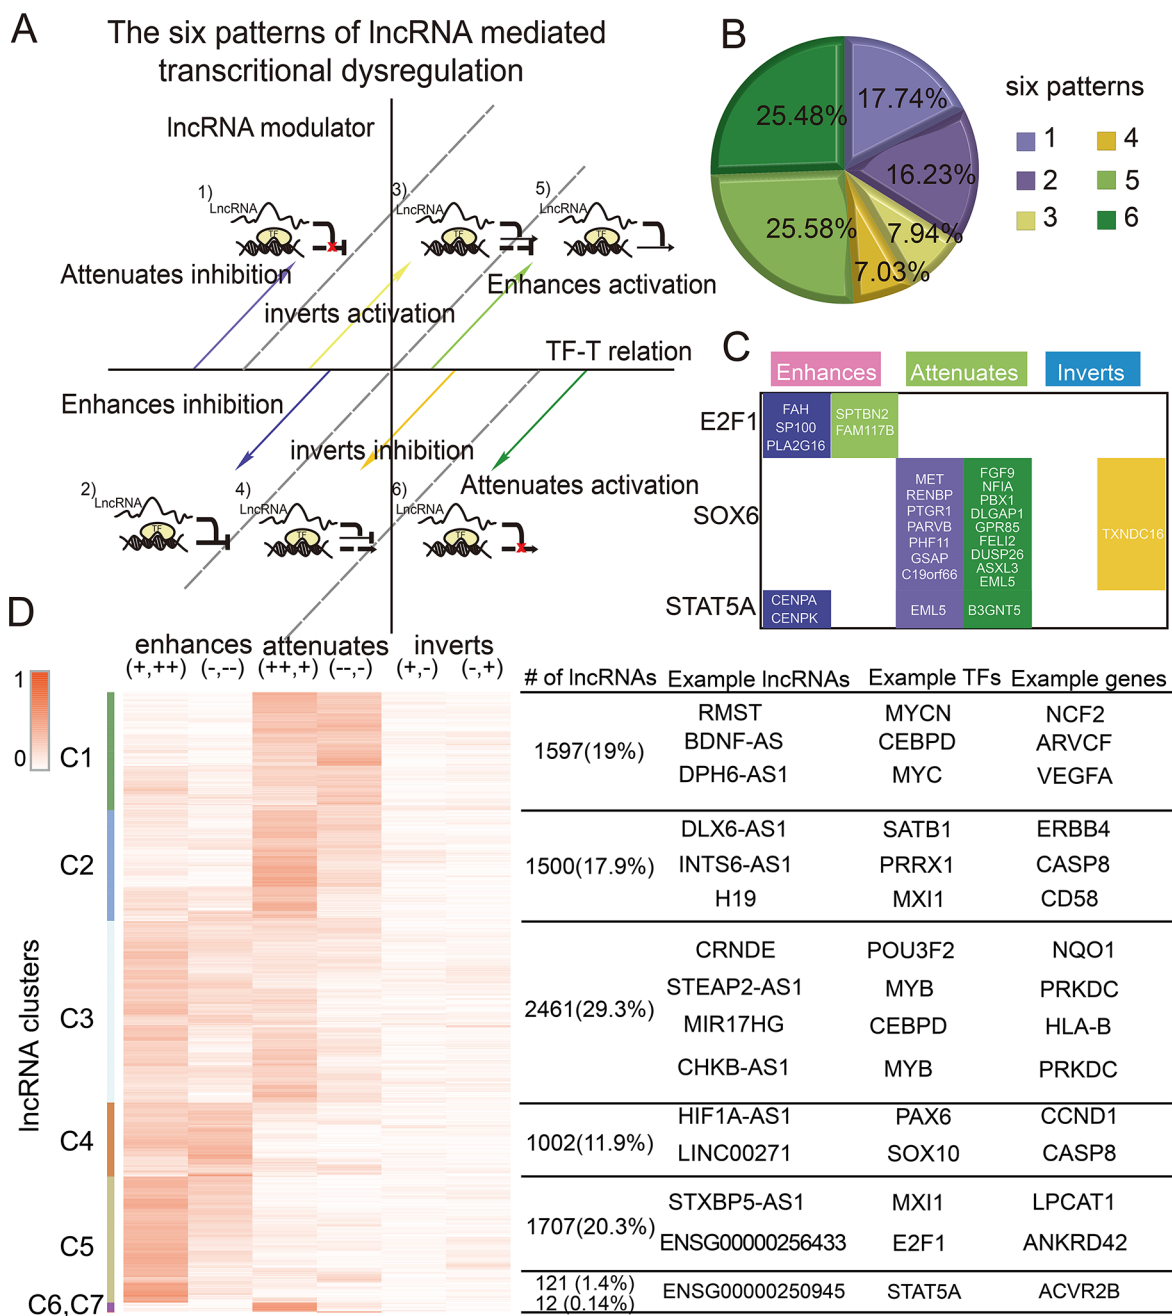 A
The six patterns of lncRNA mediated
transcritional dysregulation
lncRNA modulator
1)
LncRNA
TF
x
Attenuates inhibition
3)
LncRNA
TF
inverts activation
5)
LncRNA
TF
Enhances activation
TF-T relation
Enhances inhibition
2)
LncRNA
TF
inverts inhibition
4)
LncRNA
TF
Attenuates activation
6)
LncRNA
TF
x
B
17.74%
16.23%
7.94%
7.03%
25.58%
25.48%
six patterns
1
2
3
4
5
6
C
Enhances
Attenuates
Inverts
E2F1
FAH
SP100
PLA2G16
SPTBN2
FAM117B
SOX6
MET
RENBP
PTGR1
PARVB
PHF11
GSAP
C19orf66
FGF9
NFIA
PBX1
DLGAP1
GPR85
FELI2
DUSP26
ASXL3
EML5
TXNDC16
STAT5A
CENPA
CENPK
EML5
B3GNT5
D
1
0
enhances attenuates inverts
(+,++) (-,--) (++,+) (--,-) (+,-) (-,+)
lncRNA clusters
C1
C2
C3
C4
C5
C6,C7
# of lncRNAs Example lncRNAs Example TFs Example genes
1597(19%)
RMST MYCN NCF2
BDNF-AS CEBPD ARVCF
DPH6-AS1 MYC VEGFA
1500(17.9%)
DLX6-AS1 SATB1 ERBB4
INTS6-AS1 PRRX1 CASP8
H19 MXI1 CD58
2461(29.3%)
CRNDE POU3F2 NQO1
STEAP2-AS1 MYB PRKDC
MIR17HG CEBPD HLA-B
CHKB-AS1 MYB PRKDC
1002(11.9%)
HIF1A-AS1 PAX6 CCND1
LINC00271 SOX10 CASP8
1707(20.3%)
STXBP5-AS1 MXI1 LPCAT1
ENSG00000256433 E2F1 ANKRD42
121 (1.4%)
12 (0.14%)
ENSG00000250945 STAT5A ACVR2B